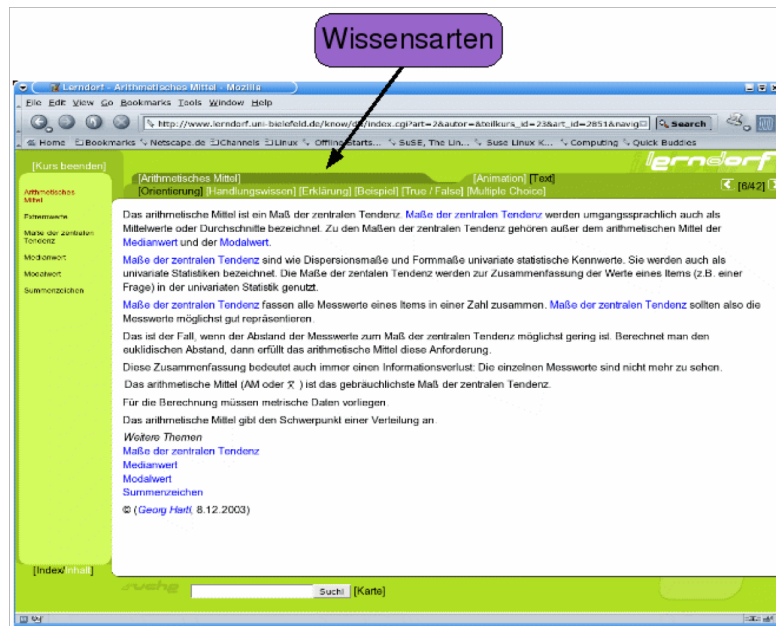 Wissensarten
Lerndorf - Arithmetisches Mittel - Mozilla
File Edit View Go Bookmarks Tools Window Help
http://www.lerndorf.uni-bielefeld.de/know/ Search
Home Bookmarks Netscape.de Channels Linux Offline Starts... SuSE, The Lin... Suse Linux K... Computing Quick Buddies
[Kurs beenden]
lerndorf
[Arithmetisches Mittel] [Animation] [Text]
[Orientierung] [Handlungswissen] [Erklärung] [Beispiel] [True / False] [Multiple Choice] [6/42]
Arithmetisches
Mittel
Extremwerte
Maße der zentralen
Tendenz
Medianwert
Modalwert
Summenzeichen
Das arithmetische Mittel ist ein Maß der zentralen Tendenz. Maße der zentralen Tendenz werden umgangssprachlich auch als
Mittelwerte oder Durchschnitte bezeichnet. Zu den Maßen der zentralen Tendenz gehören außer dem arithmetischen Mittel der
Medianwert und der Modalwert.
Maße der zentralen Tendenz sind wie Dispersionsmaße und Formmaße univariate statistische Kennwerte. Sie werden auch als
univariate Statistiken bezeichnet. Die Maße der zentalen Tendenz werden zur Zusammenfassung der Werte eines Items (z.B. einer
Frage) in der univariaten Statistik genutzt.
Maße der zentralen Tendenz fassen alle Messwerte eines Items in einer Zahl zusammen. Maße der zentralen Tendenz sollten also die
Messwerte möglichst gut repräsentieren.
Das ist der Fall, wenn der Abstand der Messwerte zum Maß der zentralen Tendenz möglichst gering ist. Berechnet man den
euklidischen Abstand, dann erfüllt das arithmetische Mittel diese Anforderung.
Diese Zusammenfassung bedeutet auch immer einen Informationsverlust: Die einzelnen Messwerte sind nicht mehr zu sehen.
Das arithmetische Mittel (AM oder x̅ ) ist das gebräuchlichste Maß der zentralen Tendenz.
Für die Berechnung müssen metrische Daten vorliegen.
Das arithmetische Mittel gibt den Schwerpunkt einer Verteilung an.
Weitere Themen
Maße der zentralen Tendenz
Medianwert
Modalwert
Summenzeichen
© (Georg Hartl, 8.12.2003)
[Index/Inhalt]
suche Such! [Karte]